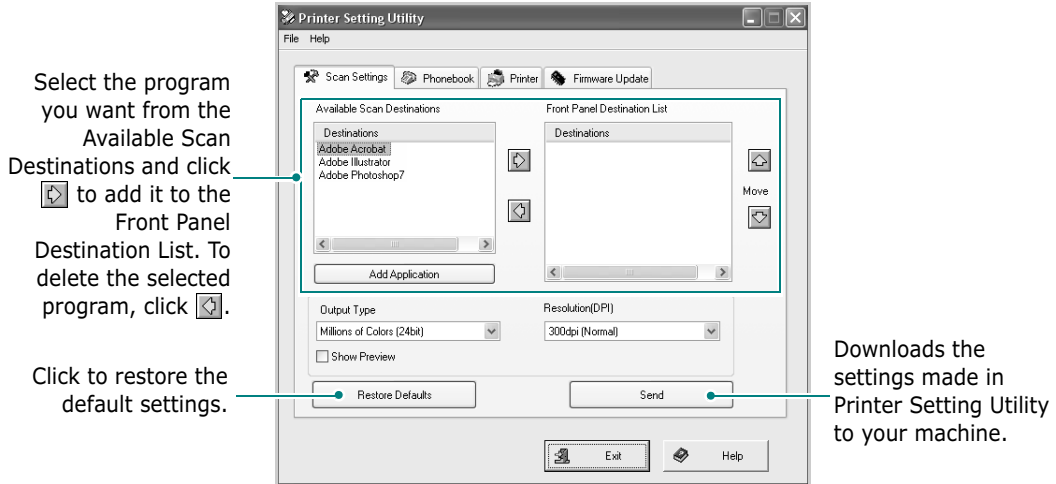 Printer Setting Utility
File Help
Scan Settings Phonebook Printer Firmware Update
Select the program
you want from the
Available Scan
Destinations and click
to add it to the
Front Panel
Destination List. To
delete the selected
program, click .
Available Scan Destinations
Destinations
Adobe Acrobat
Adobe Illustrator
Adobe Photoshop7
Add Application
Front Panel Destination List
Destinations
Move
Output Type
Millions of Colors (24bit)
Show Preview
Resolution(DPI)
300dpi (Normal)
Click to restore the
default settings.
Restore Defaults
Send
Downloads the
settings made in
Printer Setting Utility
to your machine.
Exit
Help